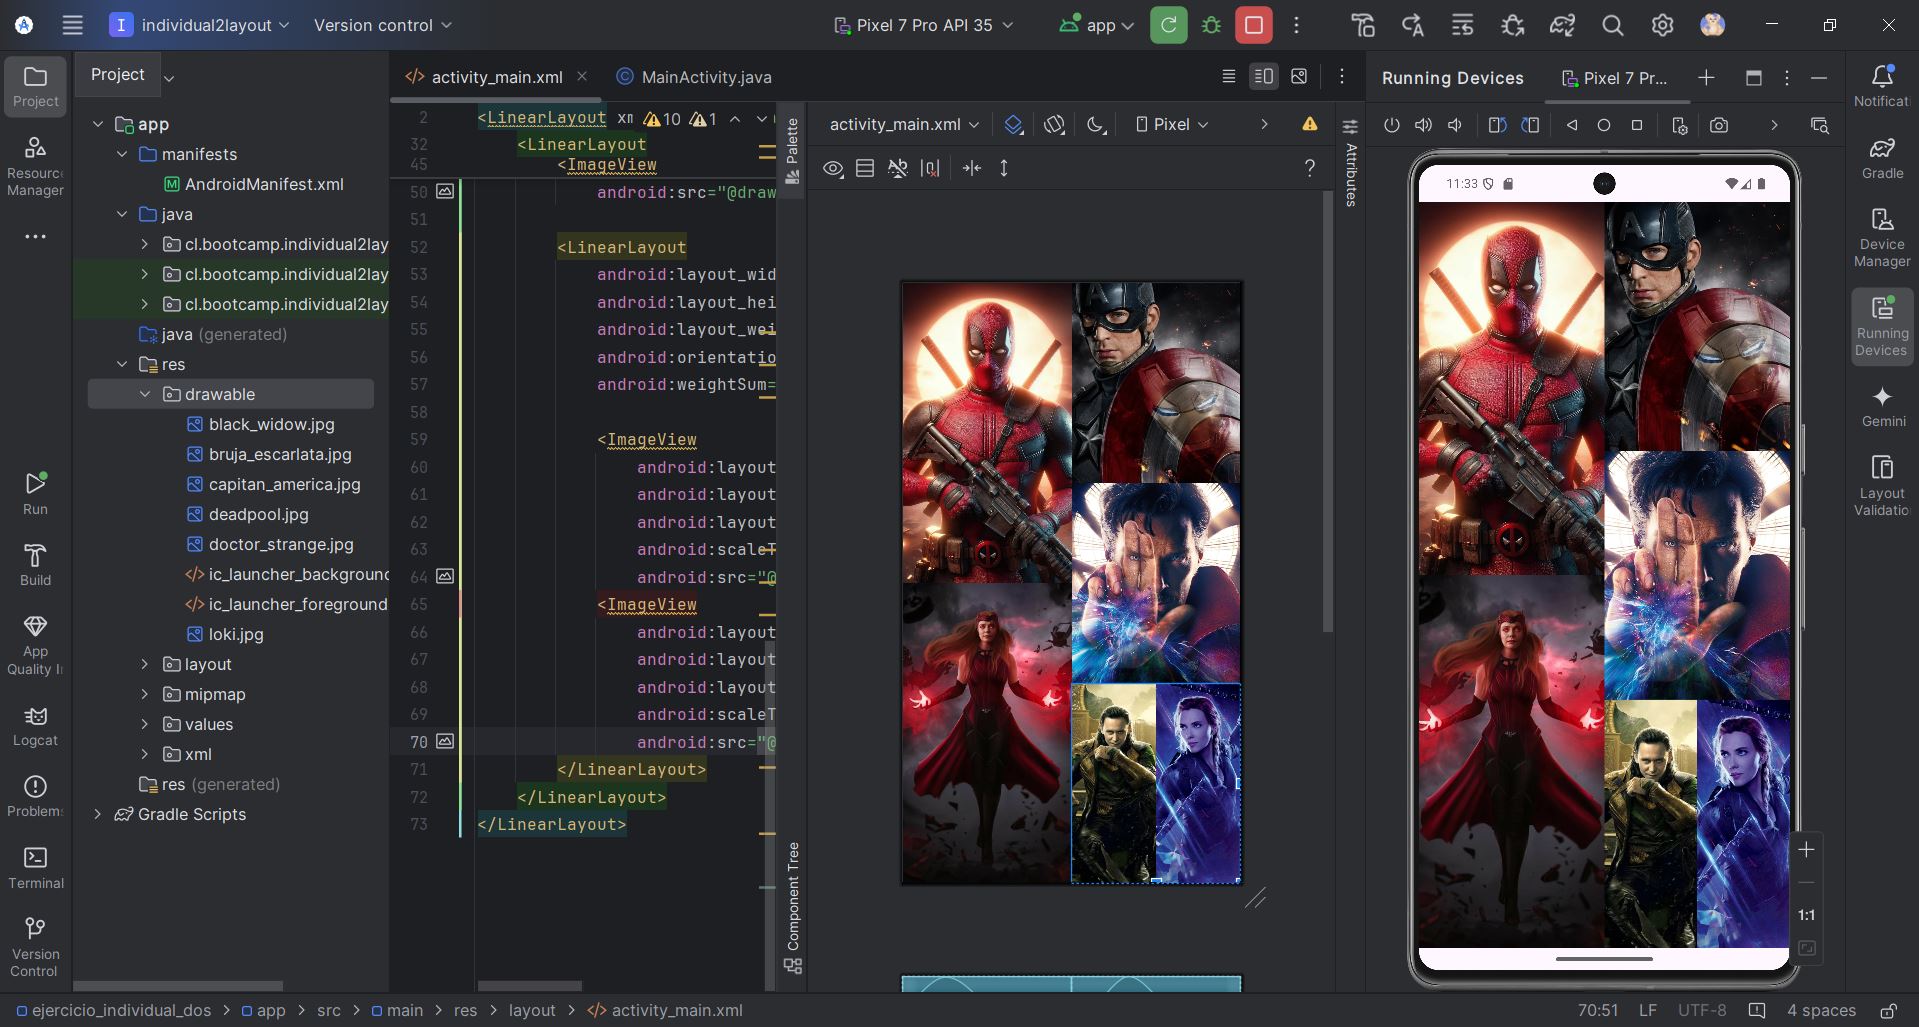 I individual2layout Version control Pixel 7 Pro API 35 app
Project
Project
Resourc
Manager
Run
Build
App
Quality I
Logcat
Problem
Terminal
Version
Control
app
manifests
M AndroidManifest.xml
java
cl.bootcamp.individual2lay
cl.bootcamp.individual2lay
cl.bootcamp.individual2lay
java (generated)
res
drawable
black_widow.jpg
bruja_escarlata.jpg
capitan_america.jpg
deadpool.jpg
doctor_strange.jpg
</> ic_launcher_background
</> ic_launcher_foreground
loki.jpg
layout
mipmap
values
xml
res (generated)
Gradle Scripts
</> activity_main.xml C MainActivity.java
2 <LinearLayout xm 10 1
32 <LinearLayout
45 <ImageView
50 android:src="@draw
51
52 <LinearLayout
53 android:layout_wid
54 android:layout_hei
55 android:layout_wei
56 android:orientatio
57 android:weightSum=
58
59 <ImageView
60 android:layout
61 android:layout
62 android:layout
63 android:scaleT
64 android:src="@
65 <ImageView
66 android:layout
67 android:layout
68 android:layout
69 android:scaleT
70 android:src="@
71 </LinearLayout>
72 </LinearLayout>
73 </LinearLayout>
Palette
Component Tree
activity_main.xml Pixel
?
Attributes
Running Devices Pixel 7 Pr...
11:33
1:1
Notificati
Gradle
Device
Manager
Running
Devices
Gemini
Layout
Validatio
ejercicio_individual_dos > app > src > main > res > layout > </> activity_main.xml
70:51 LF UTF-8 4 spaces